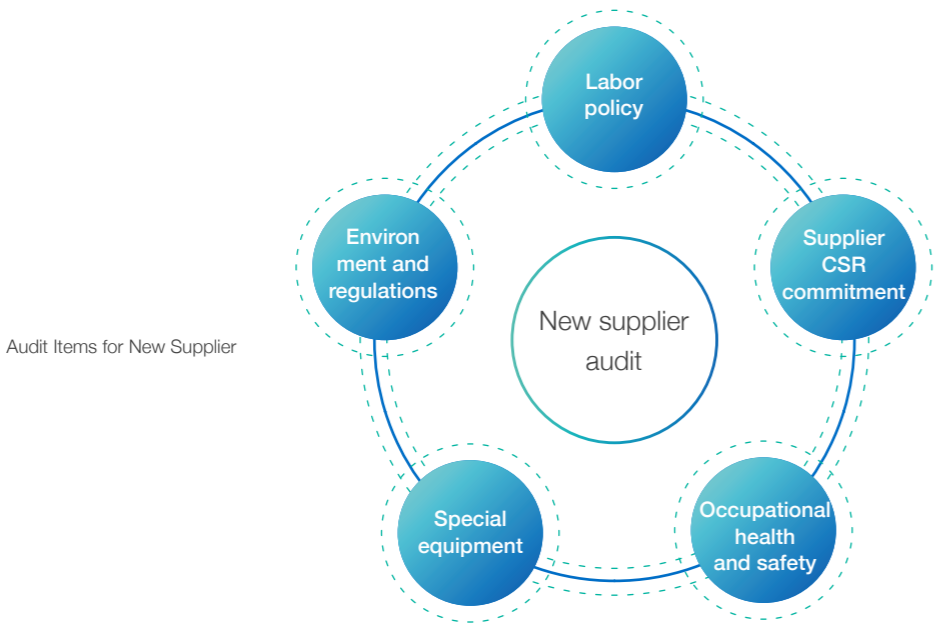 Labor
policy
Environ
ment and
regulations
Supplier
CSR
commitment
New supplier
audit
Audit Items for New Supplier
Special
equipment
Occupational
health
and safety